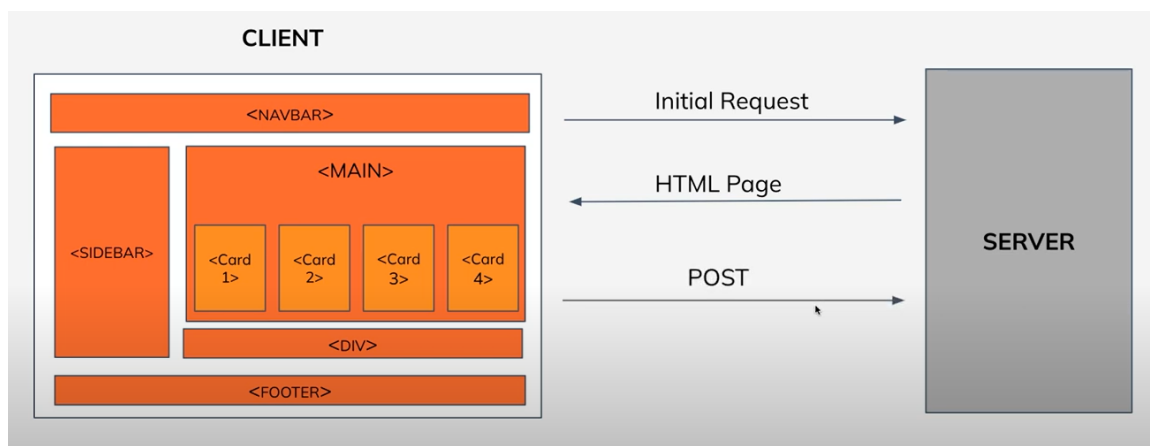 CLIENT
<NAVBAR>
<SIDEBAR>
<MAIN>
<Card
1>
<Card
2>
<Card
3>
<Card
4>
<DIV>
<FOOTER>
Initial Request
HTML Page
POST
SERVER